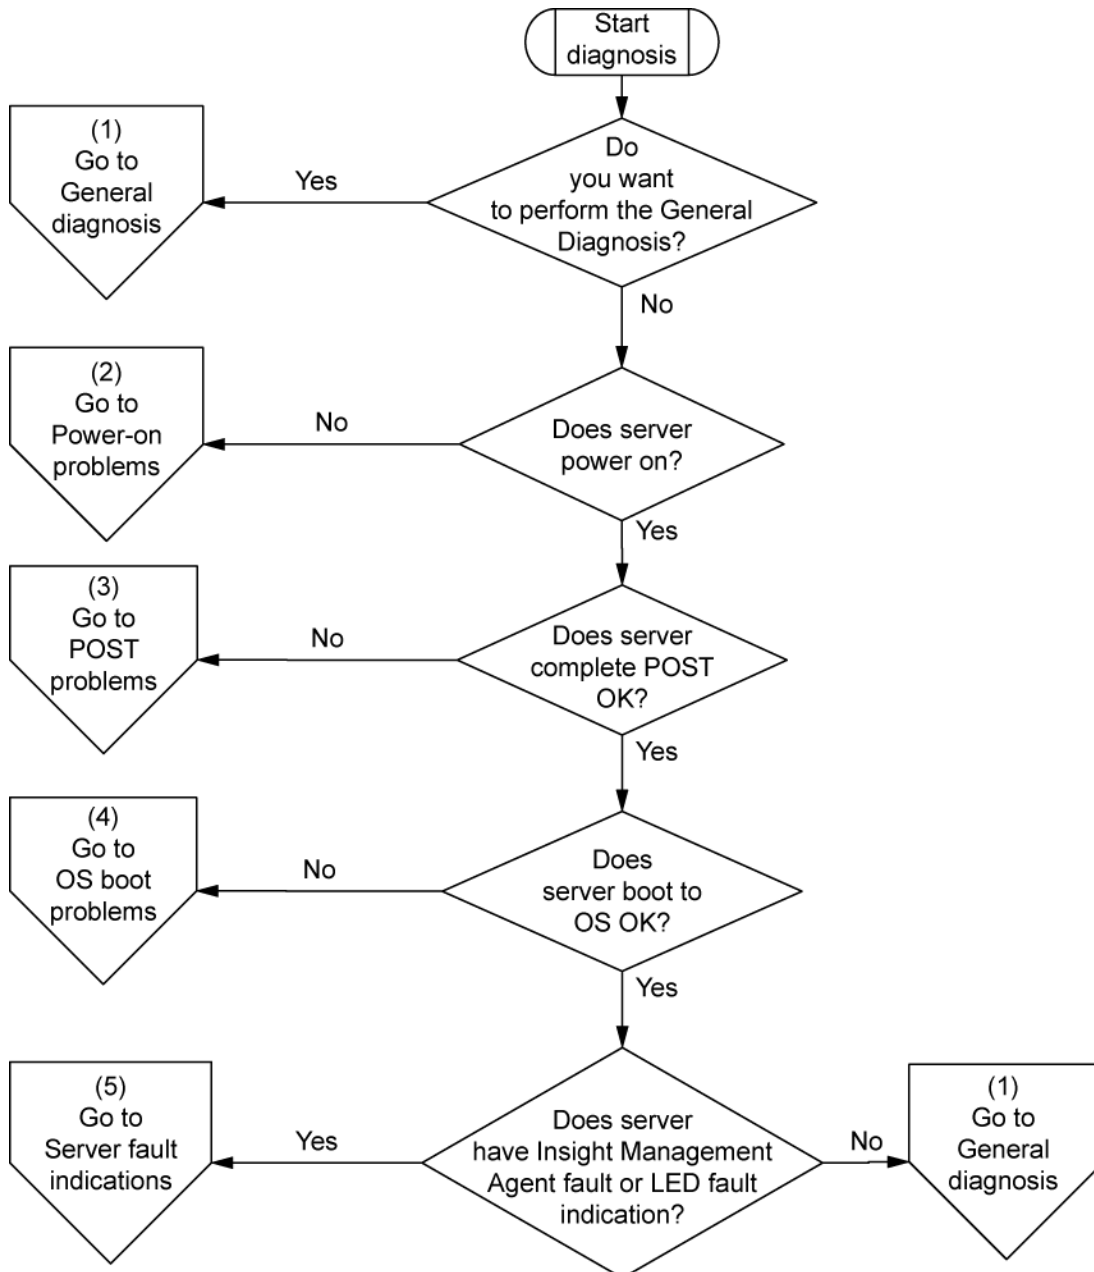 Start
diagnosis
Do
you want
to perform the General
Diagnosis?
Yes
(1)
Go to
General
diagnosis
No
Does server
power on?
No
(2)
Go to
Power-on
problems
Yes
Does server
complete POST
OK?
No
(3)
Go to
POST
problems
Yes
Does
server boot to
OS OK?
No
(4)
Go to
OS boot
problems
Yes
Does server
have Insight Management
Agent fault or LED fault
indication?
Yes
(5)
Go to
Server fault
indications
No
(1)
Go to
General
diagnosis